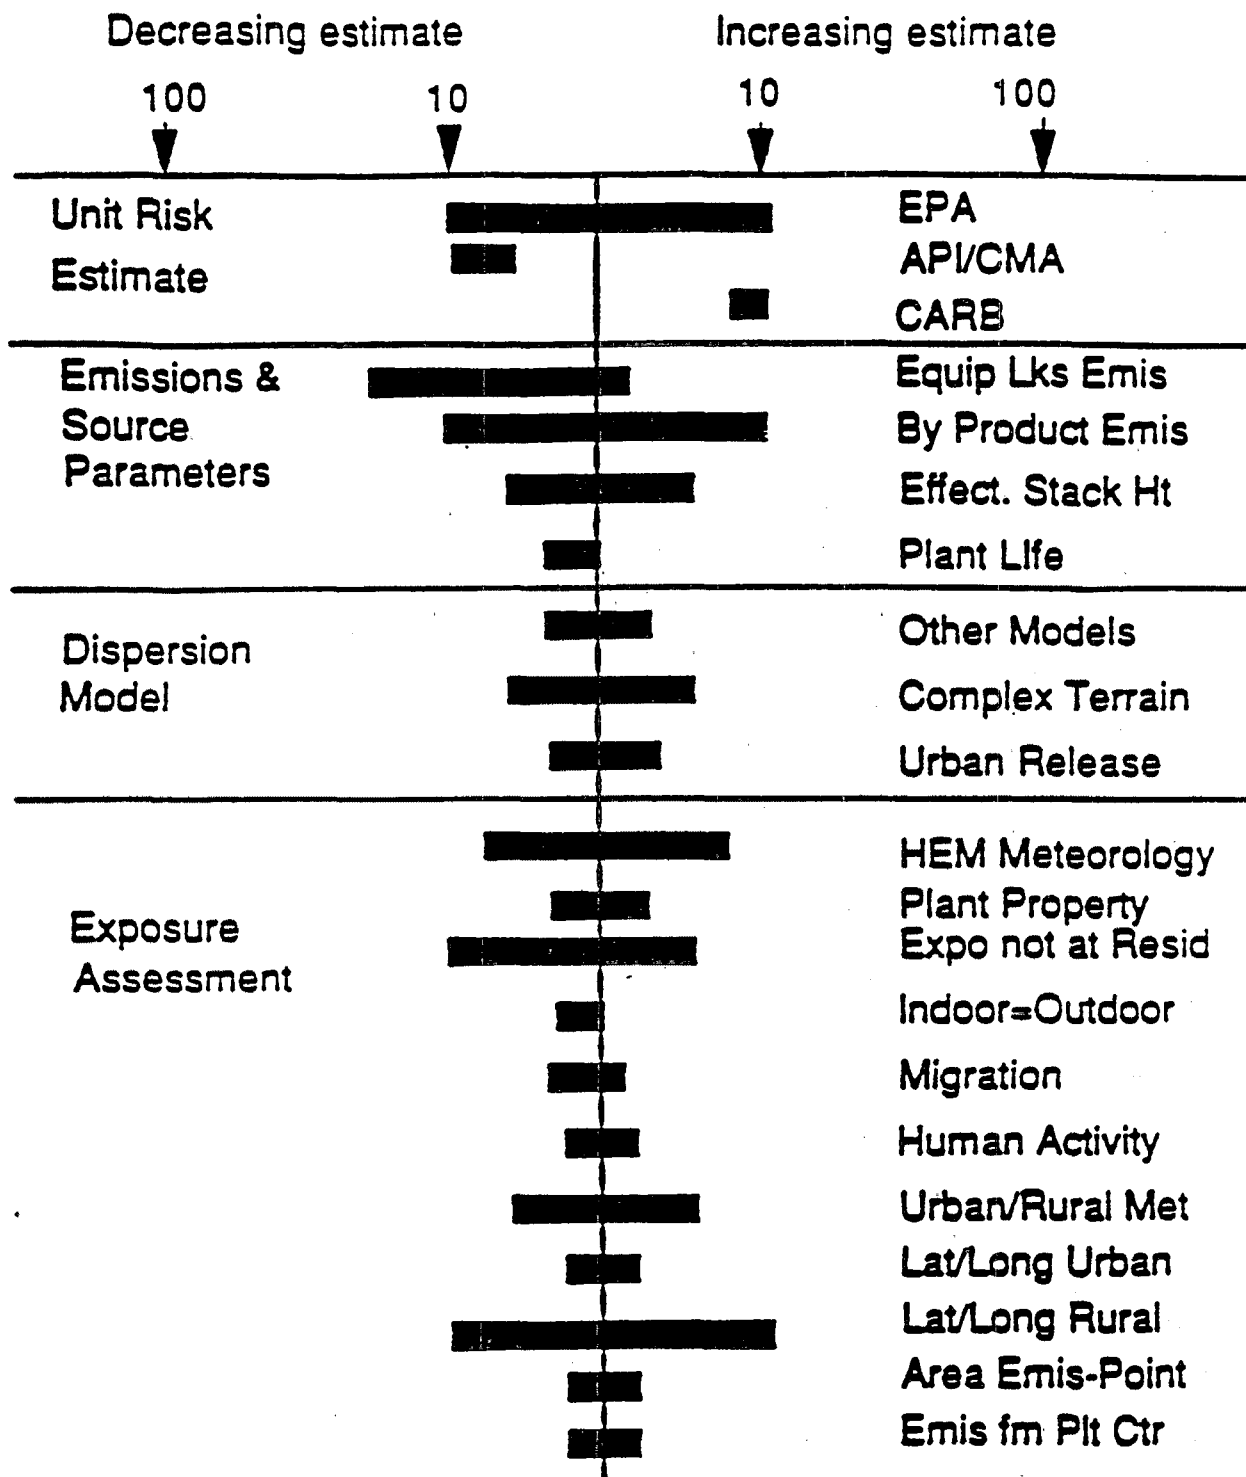 Decreasing estimate Increasing estimate
100 10 10 100
Unit Risk EPA
Estimate API/CMA
CARB
Emissions & Equip Lks Emis
Source By Product Emis
Parameters Effect. Stack Ht
Plant Life
Dispersion Other Models
Model Complex Terrain
Urban Release
HEM Meteorology
Exposure Plant Property
Assessment Expo not at Resid
Indoor=Outdoor
Migration
Human Activity
Urban/Rural Met
Lat/Long Urban
Lat/Long Rural
Area Emis-Point
Emis fm Plt Ctr